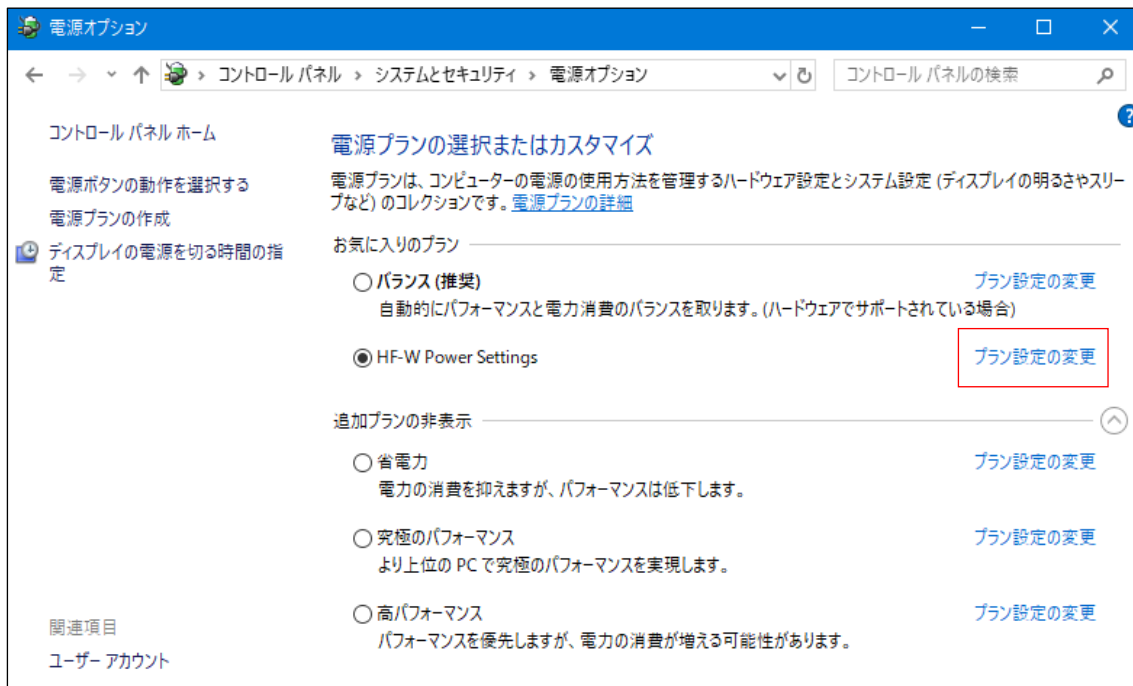 電源オプション
コントロール パネル › システムとセキュリティ › 電源オプション
コントロール パネルの検索
?
コントロール パネル ホーム
電源ボタンの動作を選択する
電源プランの作成
ディスプレイの電源を切る時間の指
定
電源プランの選択またはカスタマイズ
電源プランは、コンピューターの電源の使用方法を管理するハードウェア設定とシステム設定 (ディスプレイの明るさやスリー
プなど) のコレクションです。電源プランの詳細
お気に入りのプラン
バランス (推奨) プラン設定の変更
自動的にパフォーマンスと電力消費のバランスを取ります。(ハードウェアでサポートされている場合)
HF-W Power Settings プラン設定の変更
追加プランの非表示
省電力 プラン設定の変更
電力の消費を抑えますが、パフォーマンスは低下します。
究極のパフォーマンス プラン設定の変更
より上位の PC で究極のパフォーマンスを実現します。
高パフォーマンス プラン設定の変更
パフォーマンスを優先しますが、電力の消費が増える可能性があります。
関連項目
ユーザー アカウント